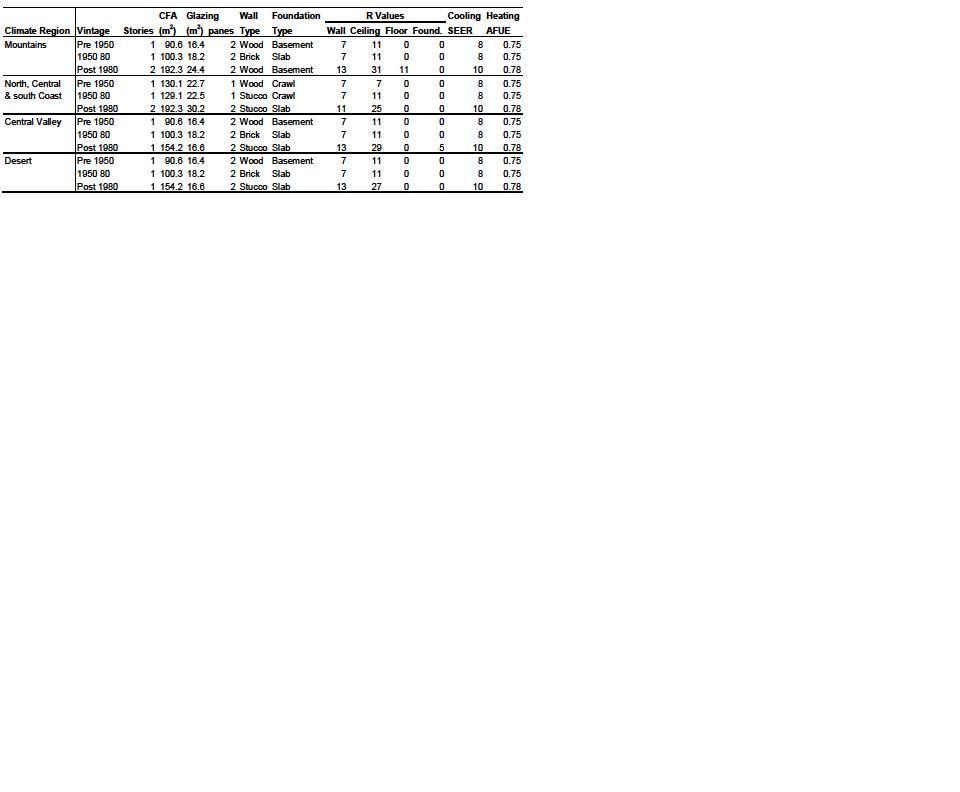 CFA Glazing Wall Foundation R Values Cooling Heating
Climate Region Vintage Stories (m²) (m²) panes Type Type Wall Ceiling Floor Found. SEER AFUE
Mountains Pre 1950 1 90.6 16.4 2 Wood Basement 7 11 0 0 8 0.75
1950 80 1 100.3 18.2 2 Brick Slab 7 11 0 0 8 0.75
Post 1980 2 192.3 24.4 2 Wood Basement 13 31 11 0 10 0.78
North, Central Pre 1950 1 130.1 22.7 1 Wood Crawl 7 7 0 0 8 0.75
& south Coast 1950 80 1 129.1 22.5 1 Stucco Crawl 7 11 0 0 8 0.75
Post 1980 2 192.3 30.2 2 Stucco Slab 11 25 0 0 10 0.78
Central Valley Pre 1950 1 90.6 16.4 2 Wood Basement 7 11 0 0 8 0.75
1950 80 1 100.3 18.2 2 Brick Slab 7 11 0 0 8 0.75
Post 1980 1 154.2 16.6 2 Stucco Slab 13 29 0 5 10 0.78
Desert Pre 1950 1 90.6 16.4 2 Wood Basement 7 11 0 0 8 0.75
1950 80 1 100.3 18.2 2 Brick Slab 7 11 0 0 8 0.75
Post 1980 1 154.2 16.6 2 Stucco Slab 13 27 0 0 10 0.78